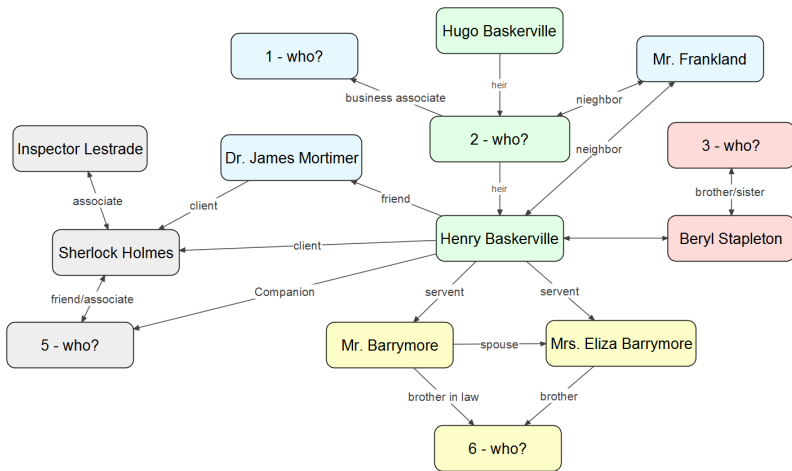 Hugo Baskerville
1 - who?
Mr. Frankland
heir
business associate
nieghbor
2 - who?
neighbor
3 - who?
Inspector Lestrade
Dr. James Mortimer
heir
brother/sister
associate
client
friend
Sherlock Holmes
client
Henry Baskerville
Beryl Stapleton
friend/associate
Companion
servent
servent
5 - who?
Mr. Barrymore
spouse
Mrs. Eliza Barrymore
brother in law
brother
6 - who?